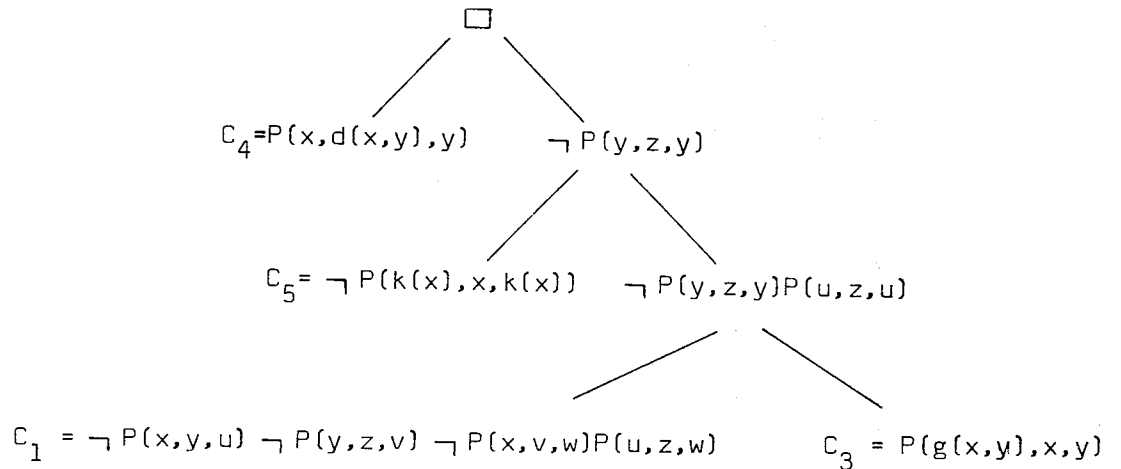 □
C₄=P(x,d(x,y),y) ¬ P(y,z,y)
C₅= ¬ P(k(x),x,k(x)) ¬ P(y,z,y)P(u,z,u)
C₁ = ¬ P(x,y,u) ¬ P(y,z,v) ¬ P(x,v,w)P(u,z,w) C₃ = P(g(x,y),x,y)